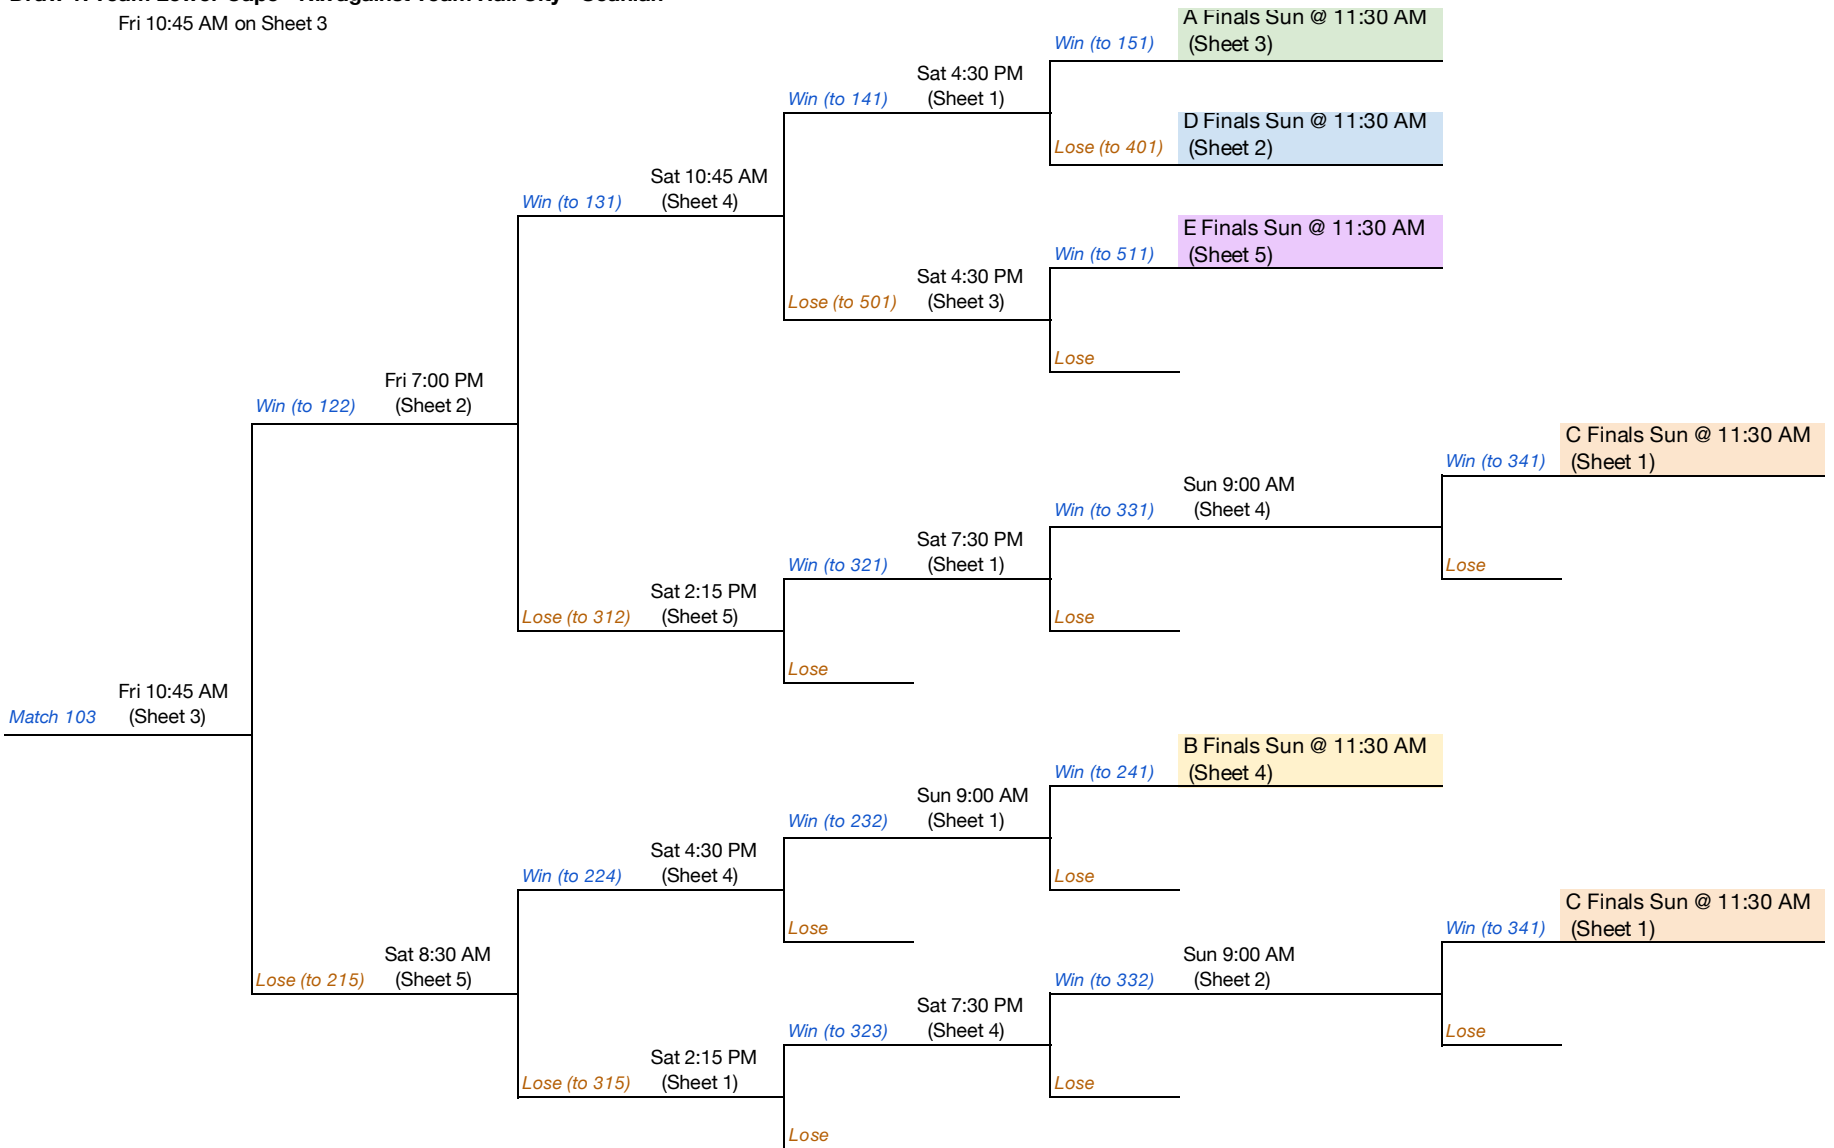 Fri 10:45 AM on Sheet 3
A Finals Sun @ 11:30 AM
Win (to 151) (Sheet 3)
Sat 4:30 PM
Win (to 141) (Sheet 1)
D Finals Sun @ 11:30 AM
Lose (to 401) (Sheet 2)
Sat 10:45 AM
Win (to 131) (Sheet 4)
E Finals Sun @ 11:30 AM
Win (to 511) (Sheet 5)
Sat 4:30 PM
Lose (to 501) (Sheet 3)
Lose
Fri 7:00 PM
Win (to 122) (Sheet 2)
C Finals Sun @ 11:30 AM
Win (to 341) (Sheet 1)
Sun 9:00 AM
Win (to 331) (Sheet 4)
Sat 7:30 PM
Win (to 321) (Sheet 1)
Lose
Sat 2:15 PM
Lose (to 312) (Sheet 5)
Lose
Lose
Fri 10:45 AM
Match 103 (Sheet 3)
B Finals Sun @ 11:30 AM
Win (to 241) (Sheet 4)
Sun 9:00 AM
Win (to 232) (Sheet 1)
Sat 4:30 PM
Win (to 224) (Sheet 4)
Lose
C Finals Sun @ 11:30 AM
Lose
Win (to 341) (Sheet 1)
Sat 8:30 AM
Lose (to 215) (Sheet 5)
Sun 9:00 AM
Win (to 332) (Sheet 2)
Sat 7:30 PM
Win (to 323) (Sheet 4)
Lose
Sat 2:15 PM
Lose (to 315) (Sheet 1)
Lose
Lose